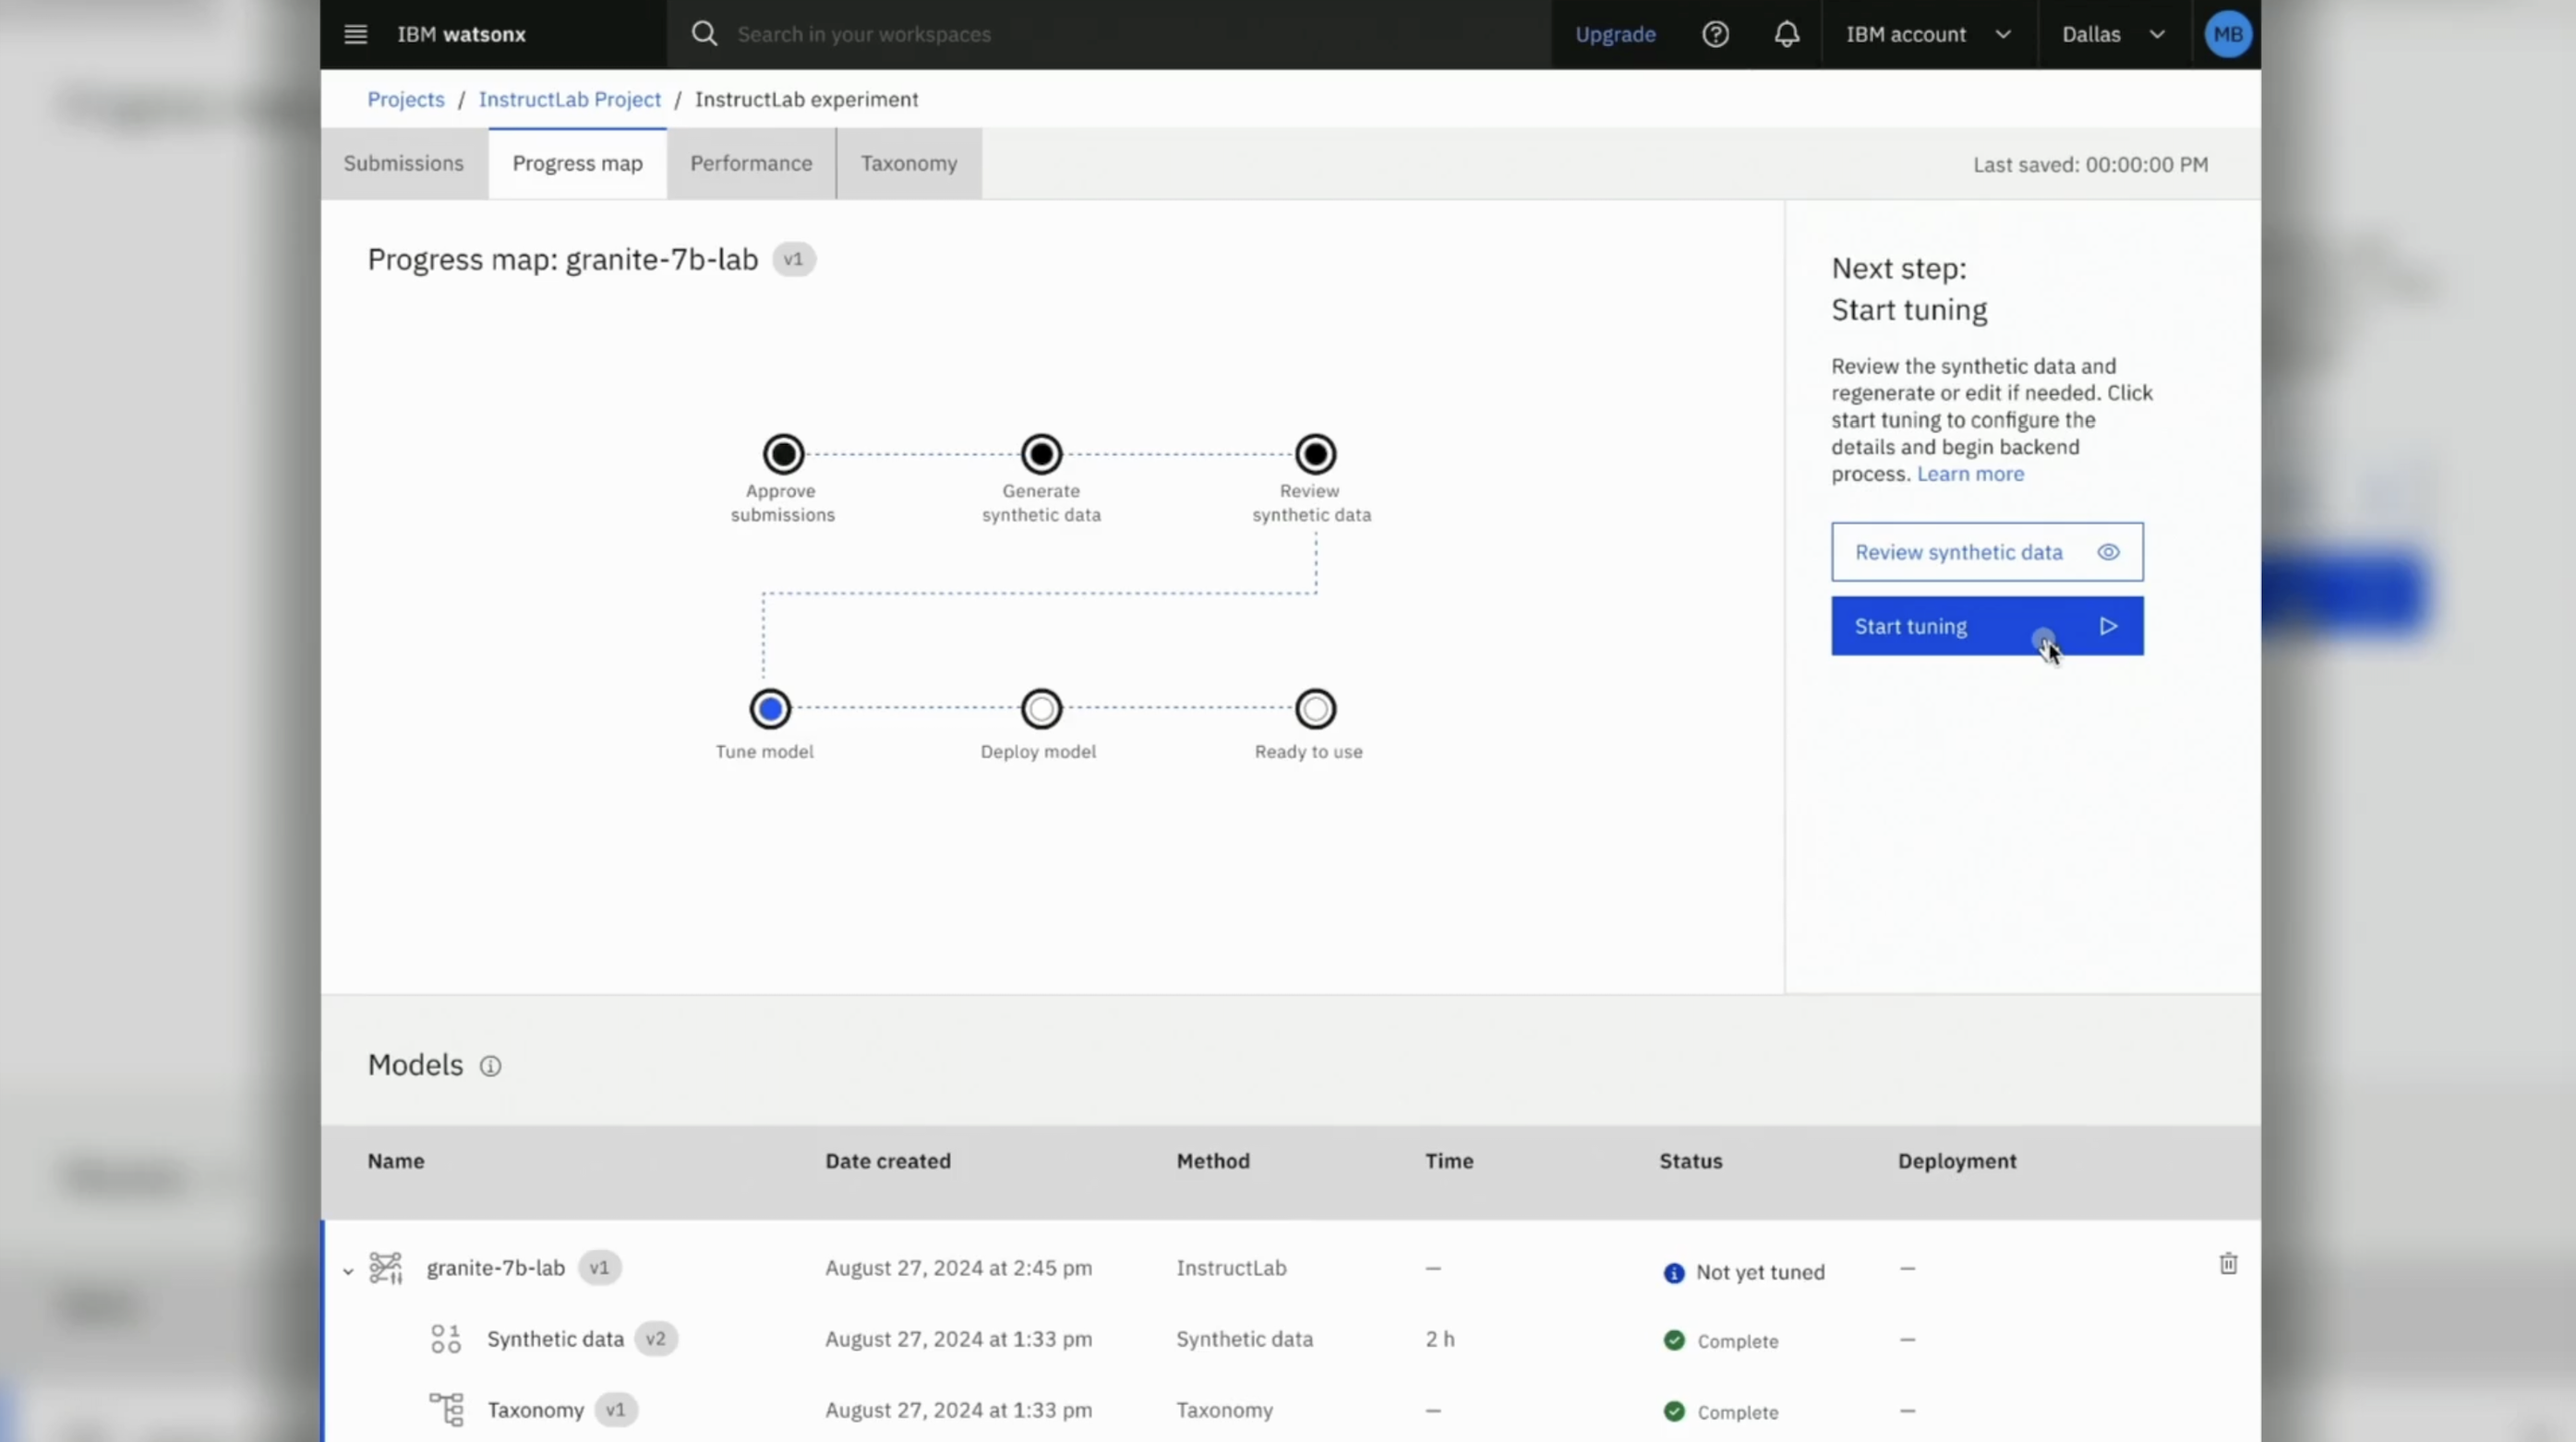 IBM watsonx
Search in your workspaces
Upgrade
IBM account
Dallas
MB
Projects / InstructLab Project / InstructLab experiment
Submissions
Progress map
Performance
Taxonomy
Last saved: 00:00:00 PM
Progress map: granite-7b-lab v1
Approve
submissions
Generate
synthetic data
Review
synthetic data
Tune model
Deploy model
Ready to use
Next step:
Start tuning
Review the synthetic data and
regenerate or edit if needed. Click
start tuning to configure the
details and begin backend
process. Learn more
Review synthetic data
Start tuning
Models
Name Date created Method Time Status Deployment
granite-7b-lab v1 August 27, 2024 at 2:45 pm InstructLab — Not yet tuned —
Synthetic data v2 August 27, 2024 at 1:33 pm Synthetic data 2 h Complete —
Taxonomy v1 August 27, 2024 at 1:33 pm Taxonomy — Complete —